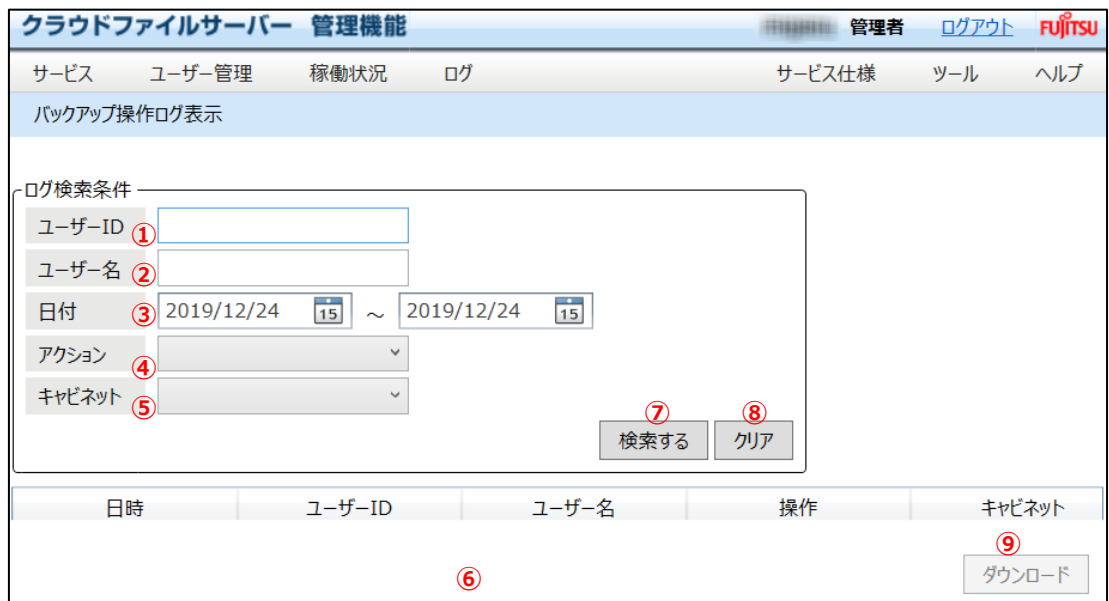 クラウドファイルサーバー 管理機能 管理者 ログアウト FUJITSU
サービス ユーザー管理 稼働状況 ログ サービス仕様 ツール ヘルプ
バックアップ操作ログ表示
ログ検索条件
ユーザーID ①
ユーザー名 ②
日付 ③ 2019/12/24 15 ～ 2019/12/24 15
アクション ④
キャビネット ⑤
⑦ ⑧
検索する クリア
日時 ユーザーID ユーザー名 操作 キャビネット
⑨
⑥ ダウンロード